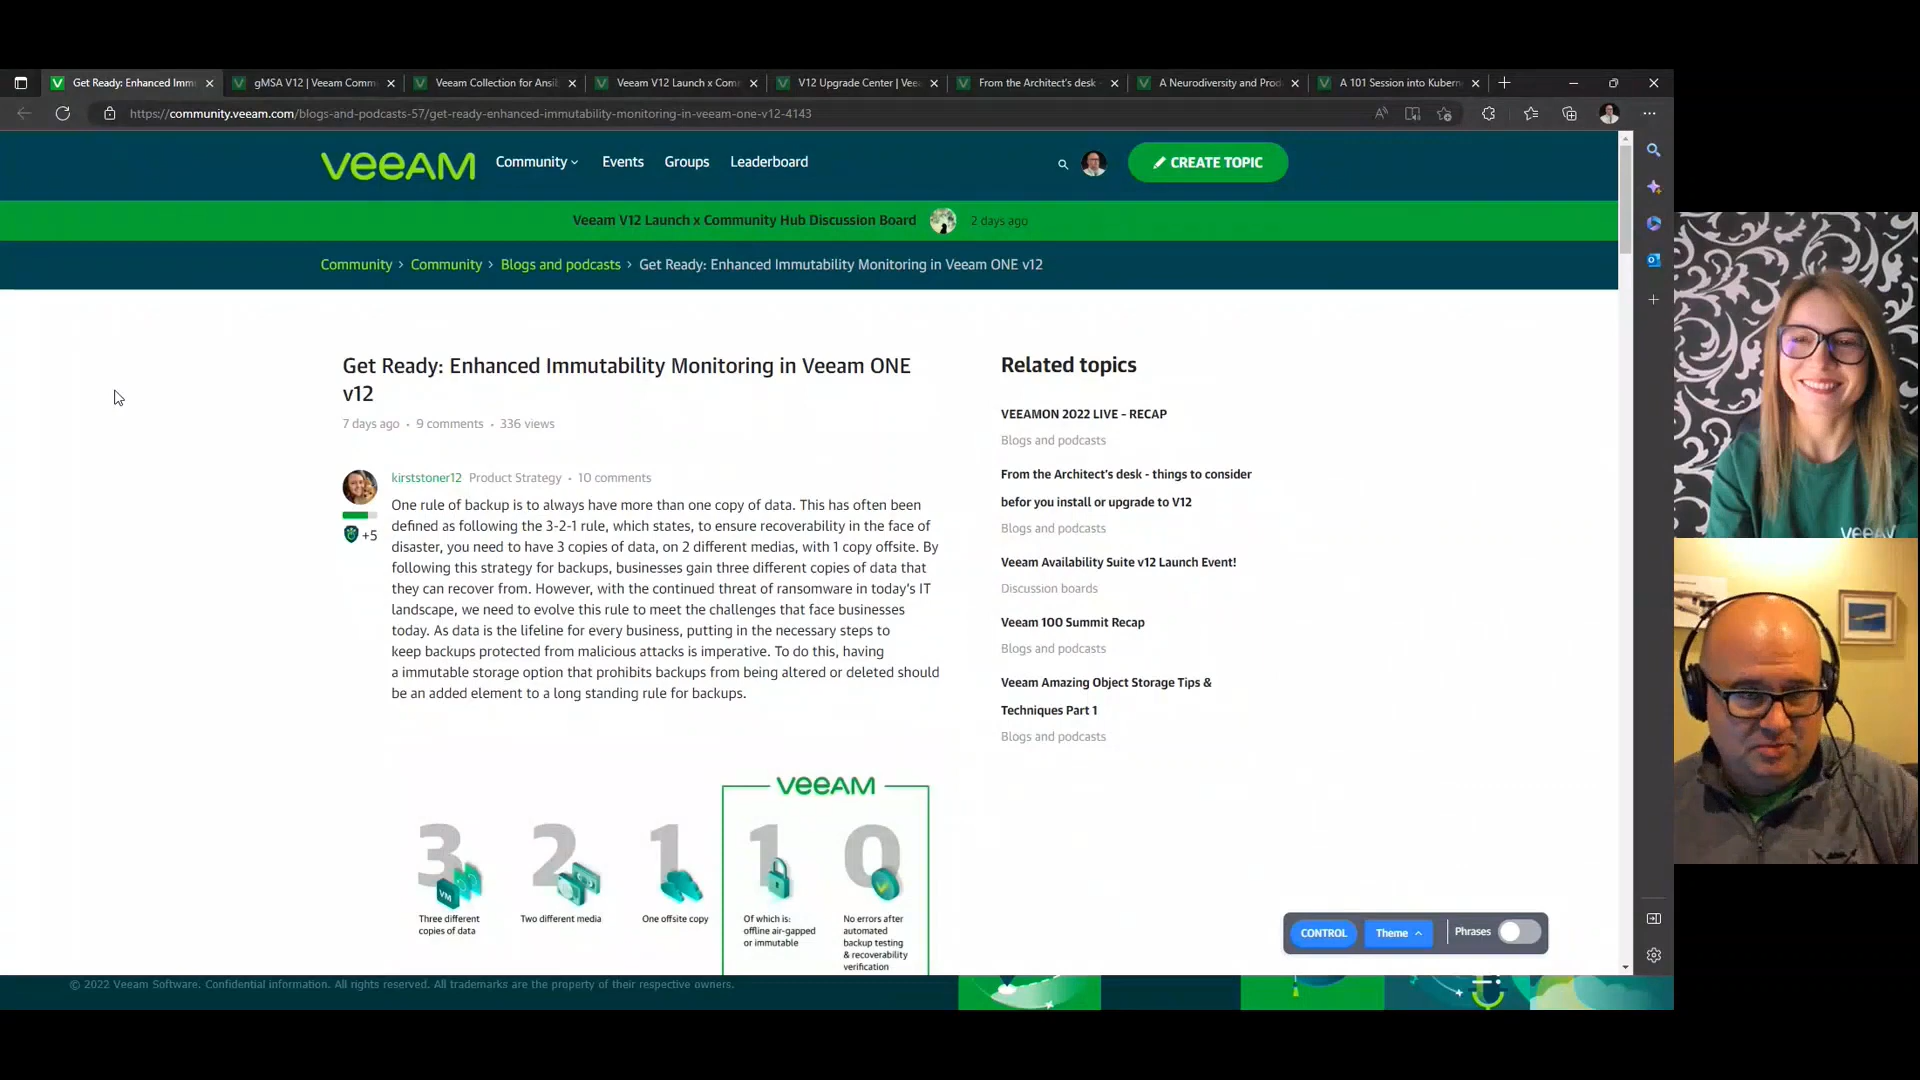 Get Ready: Enhanced Imm
gMSA V12 | Veeam Comm
Veeam Collection for Ansi
Veeam V12 Launch x Com
V12 Upgrade Center | Vee
From the Architect's desk -
A Neurodiversity and Prod
A 101 Session into Kubern
https://community.veeam.com/blogs-and-podcasts-57/get-ready-enhanced-immutability-monitoring-in-veeam-one-v12-4143
VEEAM
Community
Events
Groups
Leaderboard
CREATE TOPIC
Veeam V12 Launch x Community Hub Discussion Board
2 days ago
Community > Community > Blogs and podcasts > Get Ready: Enhanced Immutability Monitoring in Veeam ONE v12
Get Ready: Enhanced Immutability Monitoring in Veeam ONE
v12
7 days ago • 9 comments • 336 views
kirststoner12 Product Strategy • 10 comments
+5
One rule of backup is to always have more than one copy of data. This has often been
defined as following the 3-2-1 rule, which states, to ensure recoverability in the face of
disaster, you need to have 3 copies of data, on 2 different medias, with 1 copy offsite. By
following this strategy for backups, businesses gain three different copies of data that
they can recover from. However, with the continued threat of ransomware in today's IT
landscape, we need to evolve this rule to meet the challenges that face businesses
today. As data is the lifeline for every business, putting in the necessary steps to
keep backups protected from malicious attacks is imperative. To do this, having
a immutable storage option that prohibits backups from being altered or deleted should
be an added element to a long standing rule for backups.
VEEAM
3
2
1
1
0
VM
Three different
copies of data
Two different media
One offsite copy
Of which is:
offline air-gapped
or immutable
No errors after
automated
backup testing
& recoverability
verification
Related topics
VEEAMON 2022 LIVE - RECAP
Blogs and podcasts
From the Architect's desk - things to consider
befor you install or upgrade to V12
Blogs and podcasts
Veeam Availability Suite v12 Launch Event!
Discussion boards
Veeam 100 Summit Recap
Blogs and podcasts
Veeam Amazing Object Storage Tips &
Techniques Part 1
Blogs and podcasts
CONTROL
Theme
Phrases
© 2022 Veeam Software. Confidential information. All rights reserved. All trademarks are the property of their respective owners.